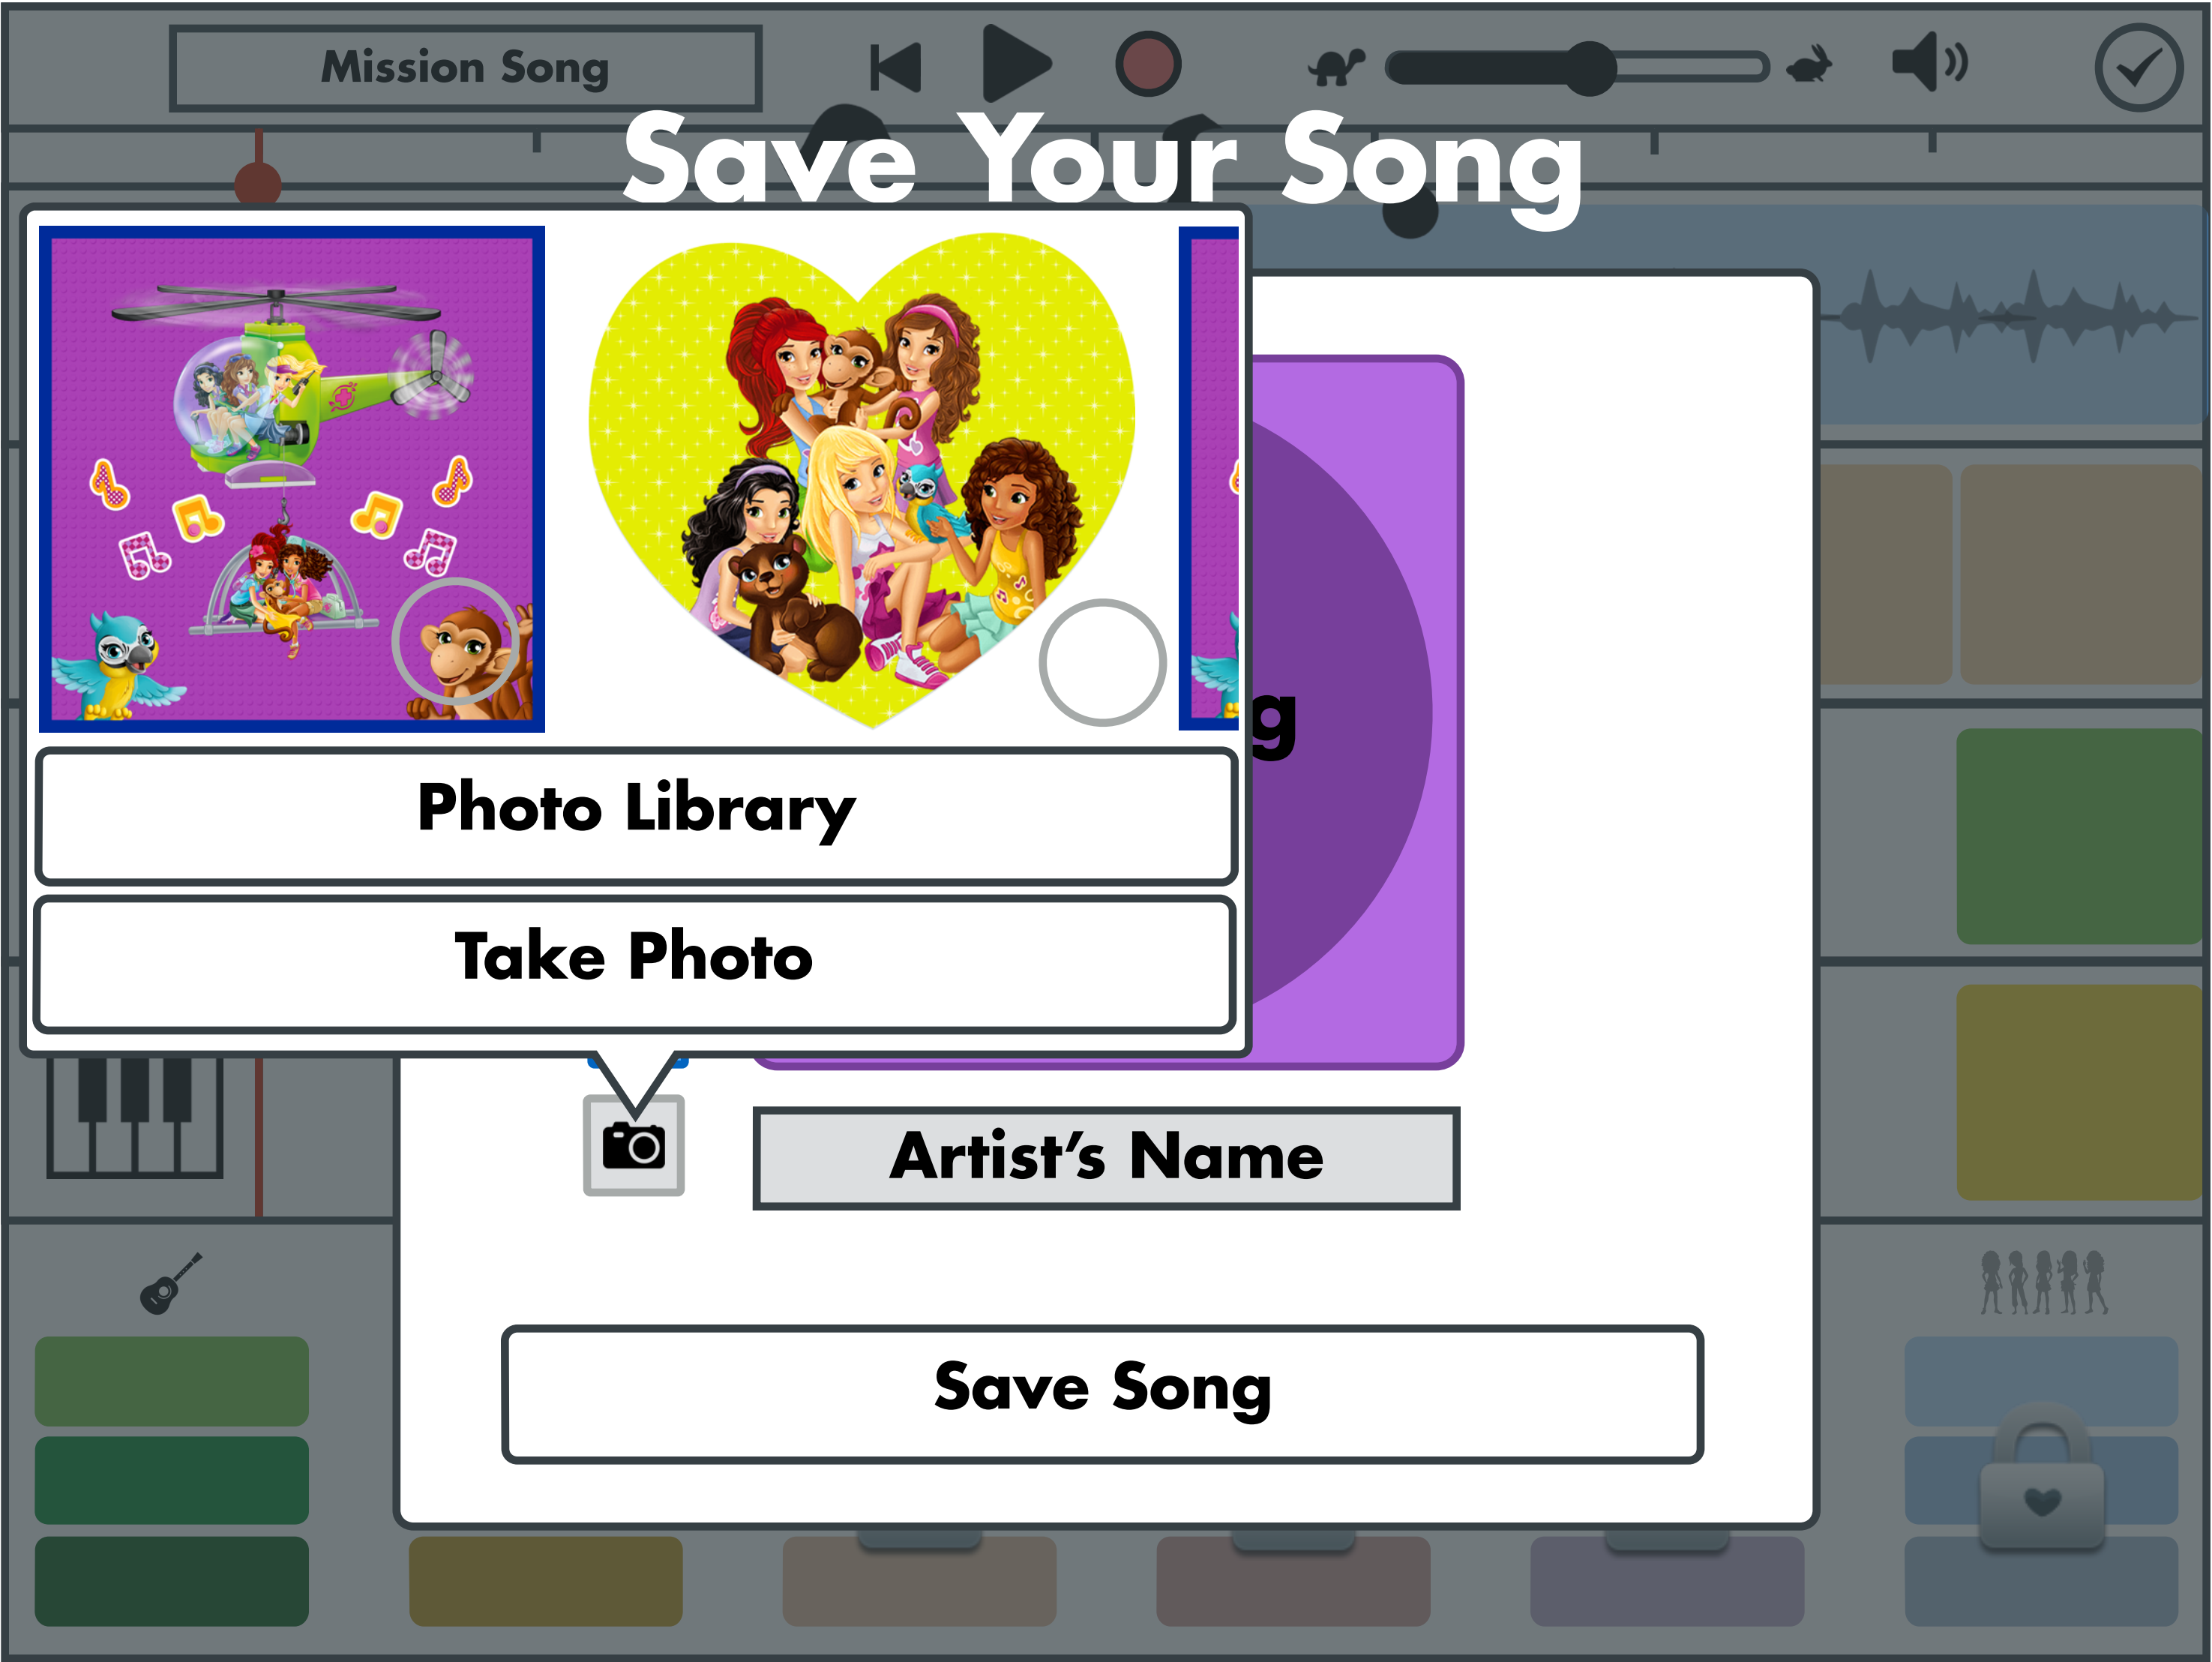 Mission Song
Save Your Song
g
Photo Library
Take Photo
Artist’s Name
Save Song